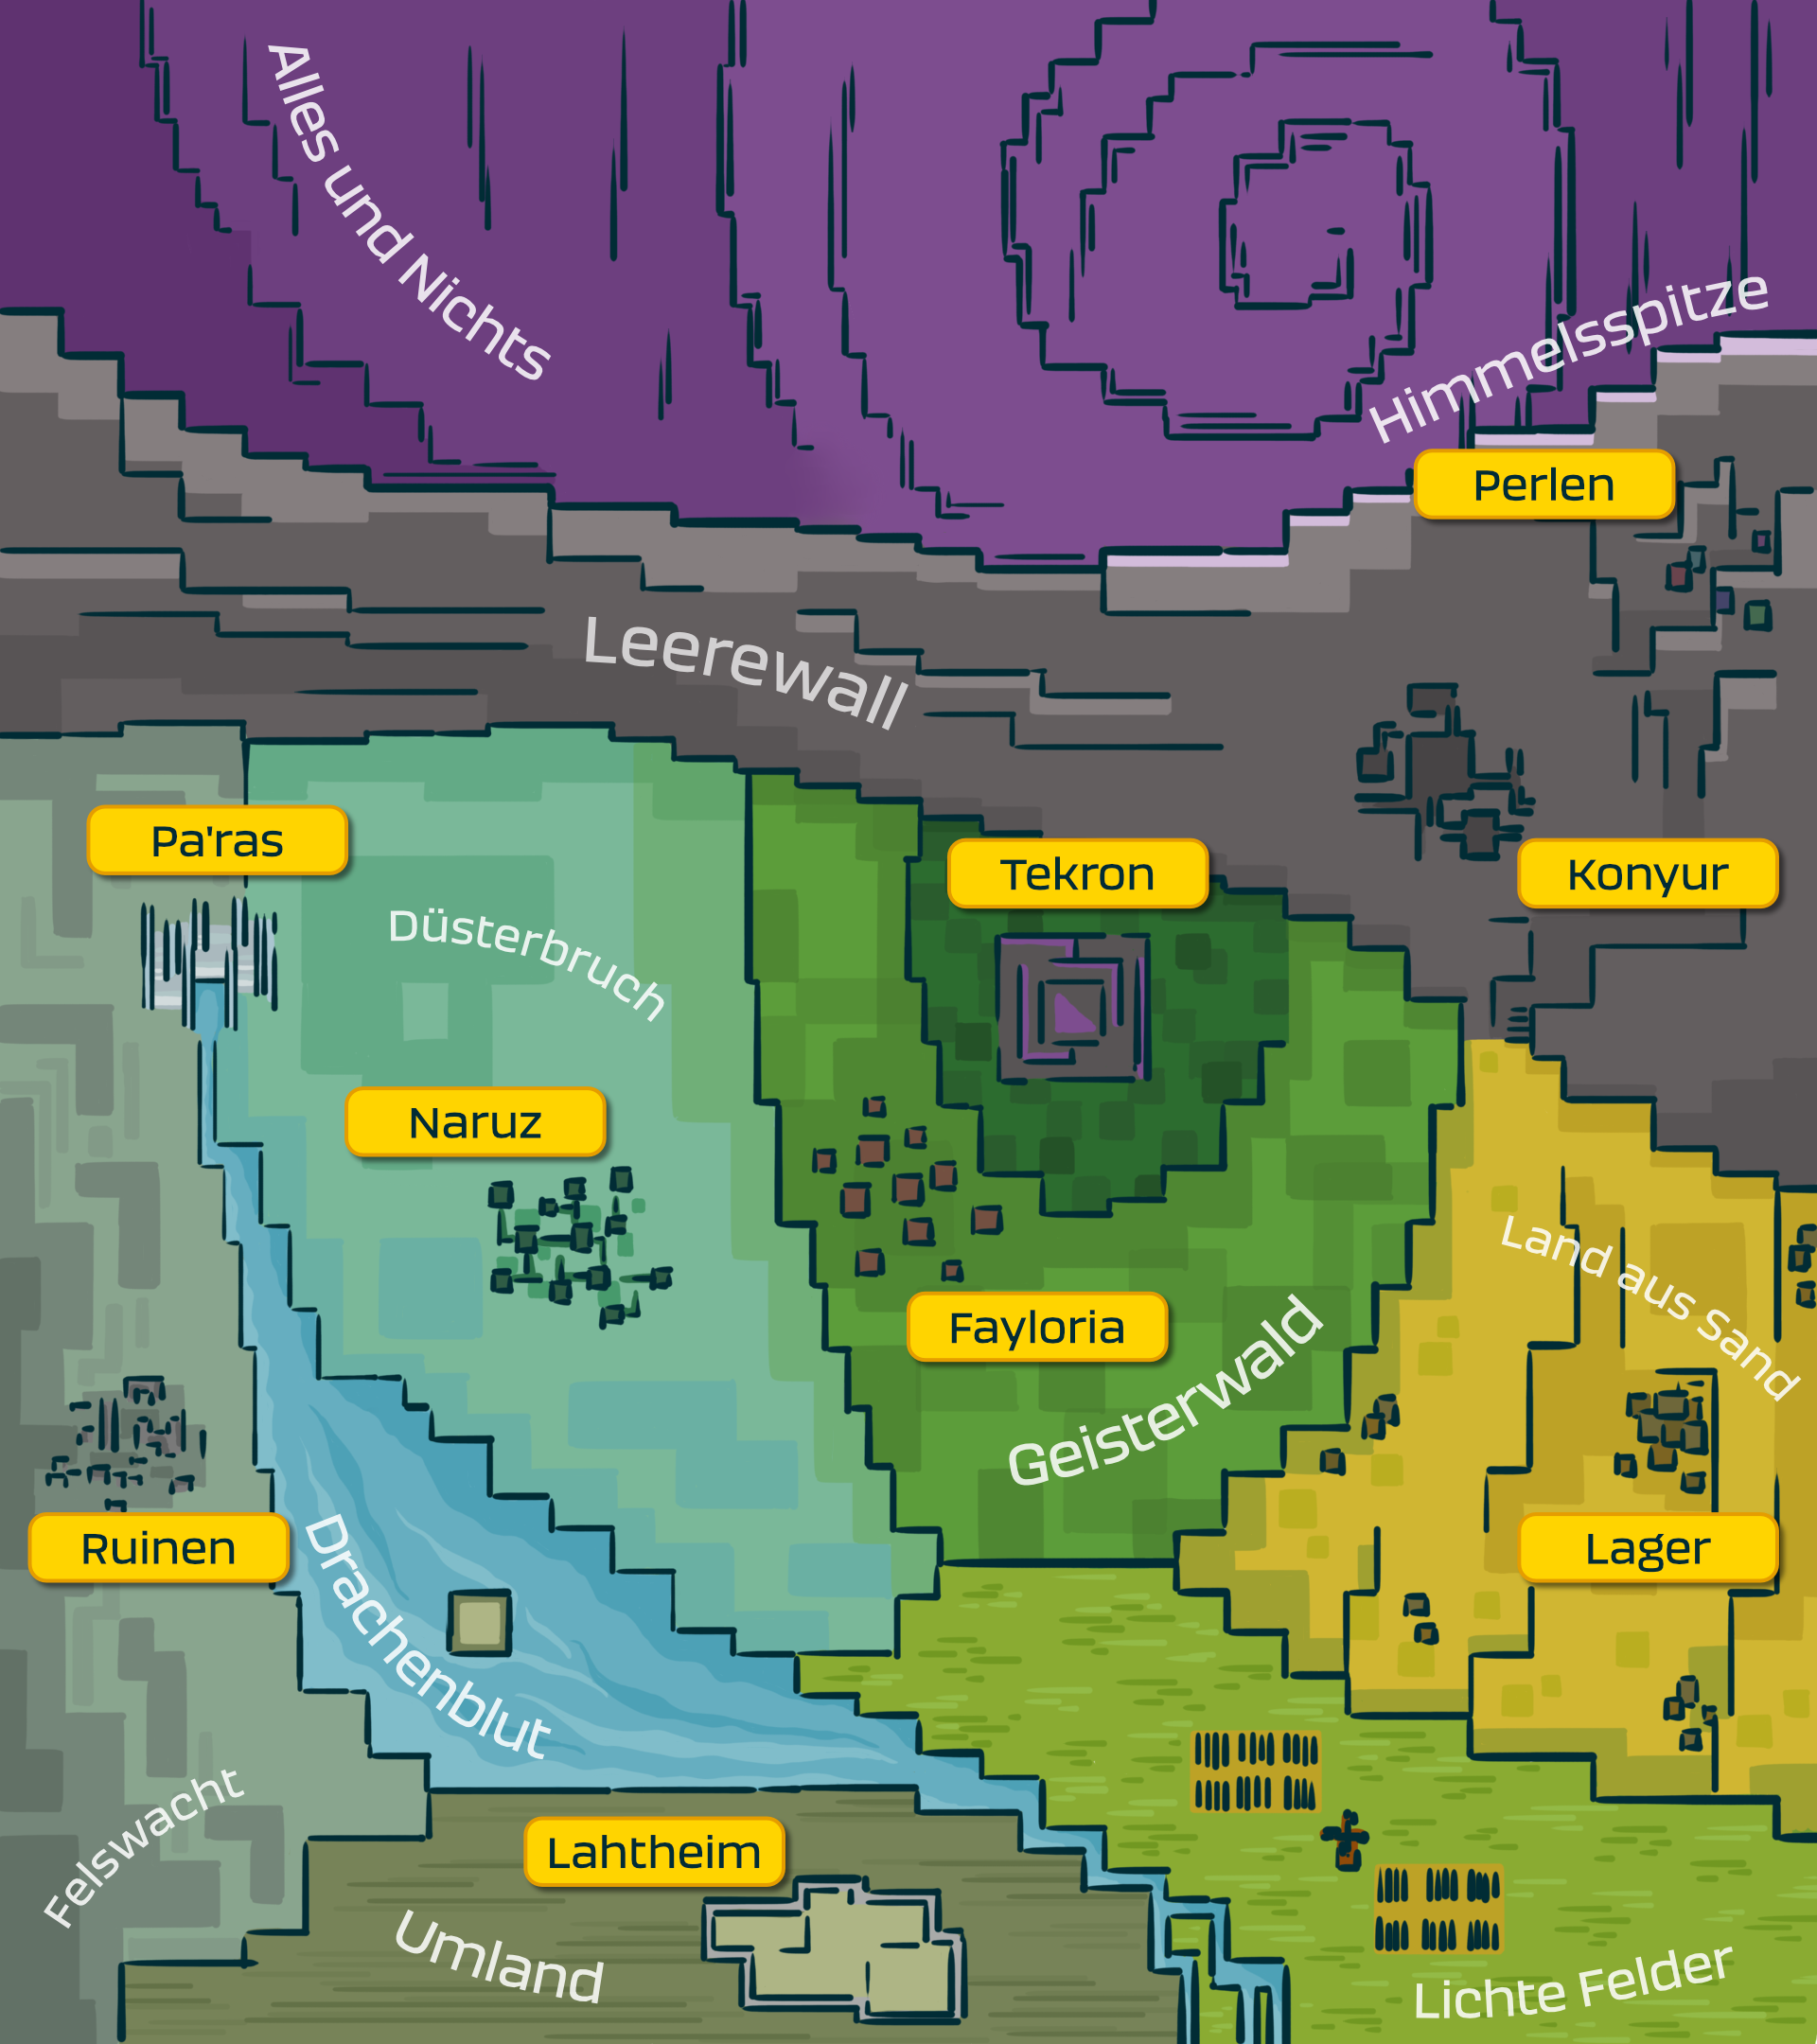 Alles und Nichts
Himmelsspitze
Perlen
Leerewall
Pa'ras
Tekron
Konyur
Düsterbruch
Naruz
Land aus Sand
Fayloria
Geisterwald
Ruinen
Lager
Drachenblut
Felswacht
Lahtheim
Umland
Lichte Felder